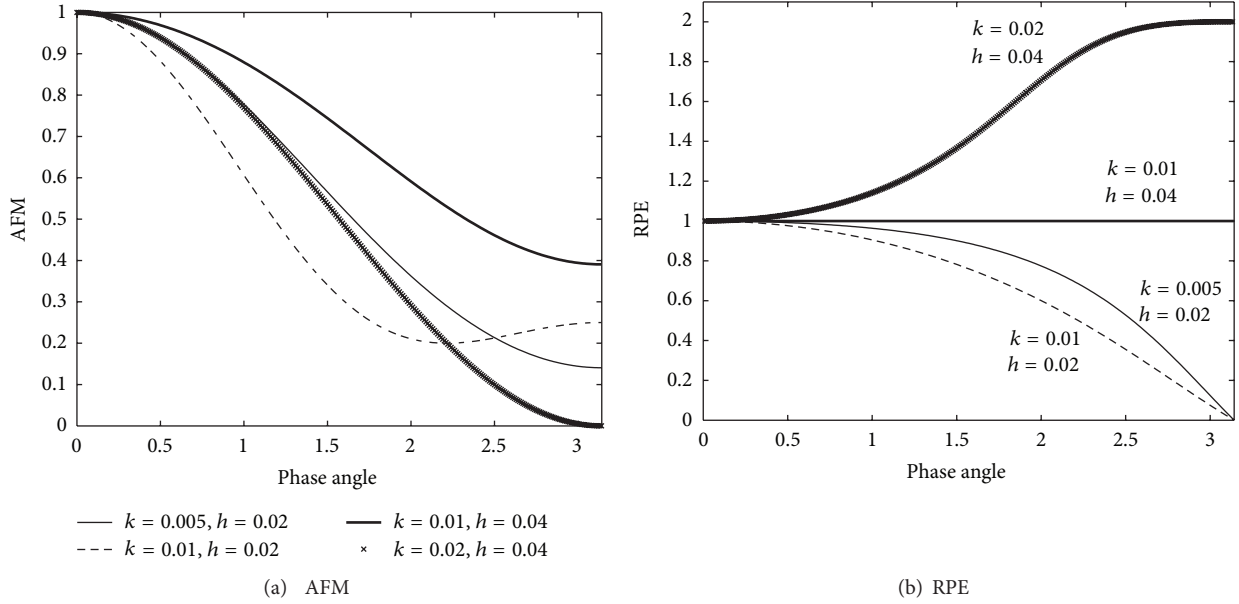 1
0.9
0.8
0.7
0.6
0.5
0.4
0.3
0.2
0.1
0
AFM
0 0.5 1 1.5 2 2.5 3
Phase angle
k = 0.005, h = 0.02
k = 0.01, h = 0.02
k = 0.01, h = 0.04
k = 0.02, h = 0.04
(a) AFM
2
1.8
1.6
1.4
1.2
1
0.8
0.6
0.4
0.2
0
RPE
k = 0.02
h = 0.04
k = 0.01
h = 0.04
k = 0.005
h = 0.02
k = 0.01
h = 0.02
0 0.5 1 1.5 2 2.5 3
Phase angle
(b) RPE